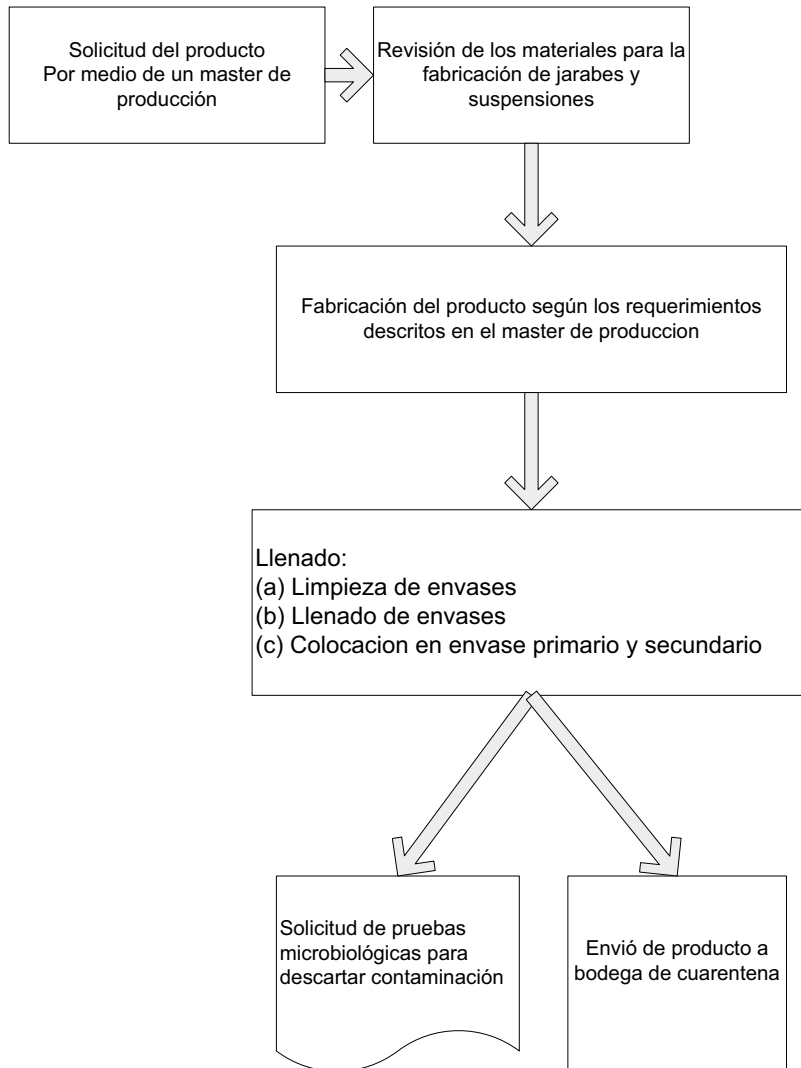 Solicitud del producto
Por medio de un master de
producción
Revisión de los materiales para la
fabricación de jarabes y
suspensiones
Fabricación del producto según los requerimientos
descritos en el master de produccion
Llenado:
(a) Limpieza de envases
(b) Llenado de envases
(c) Colocacion en envase primario y secundario
Solicitud de pruebas
microbiológicas para
descartar contaminación
Envió de producto a
bodega de cuarentena